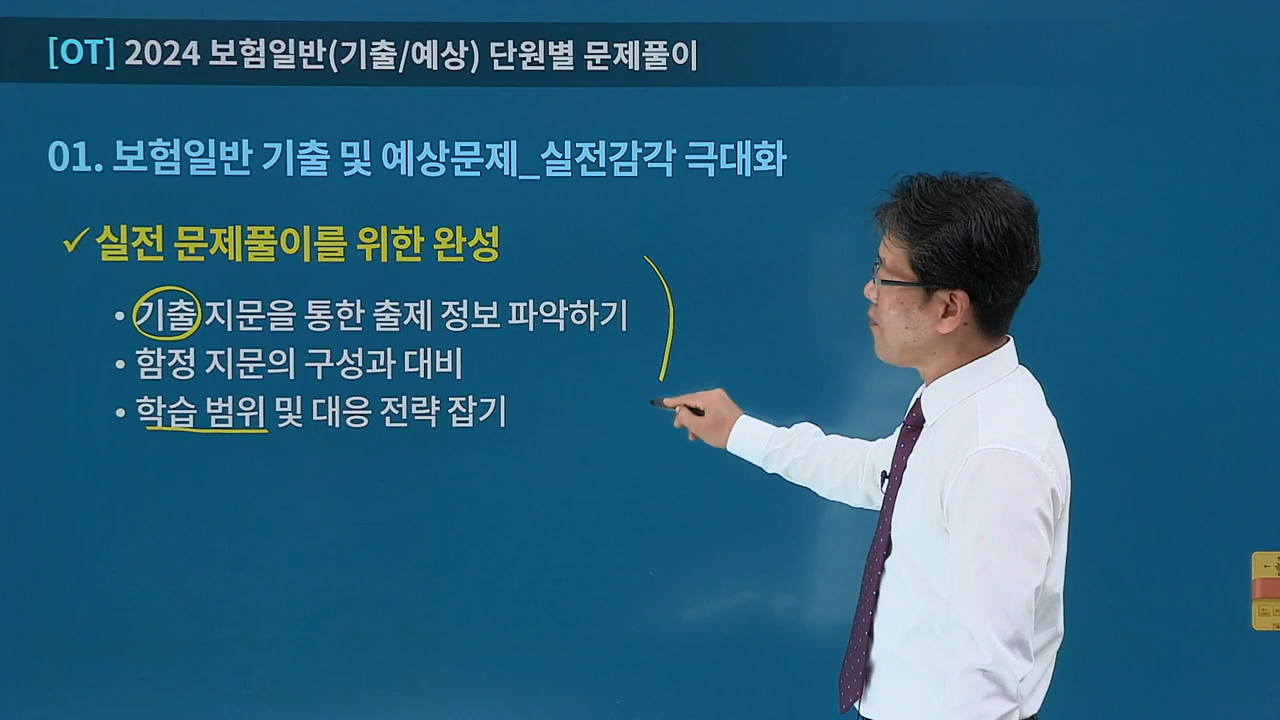 [OT] 2024 보험일반(기출/예상) 단원별 문제풀이
01. 보험일반 기출 및 예상문제_실전감각 극대화
✓실전 문제풀이를 위한 완성
• 기출 지문을 통한 출제 정보 파악하기
• 함정 지문의 구성과 대비
• 학습 범위 및 대응 전략 잡기